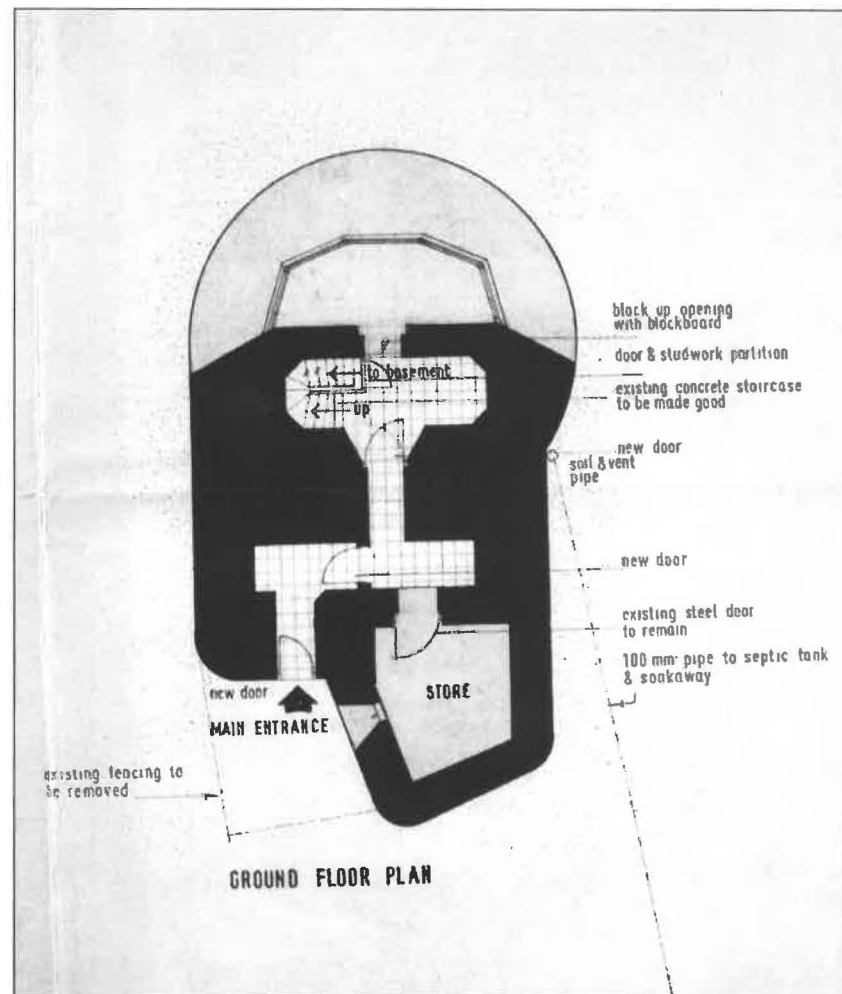 block up opening
with blockboard
door & studwork partition
to basement
existing concrete staircase
to be made good
up
new door
soil & vent
pipe
new door
existing steel door
to remain
100 mm pipe to septic tank
& soakaway
new door
STORE
MAIN ENTRANCE
existing fencing to
be removed
GROUND FLOOR PLAN